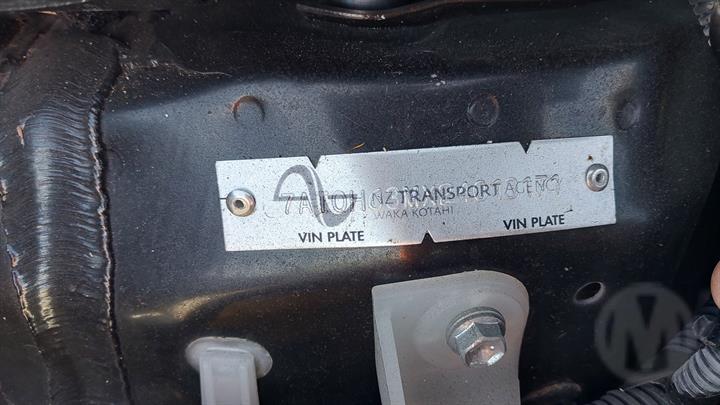 NZ TRANSPORT AGENCY
WAKA KOTAHI
VIN PLATE
VIN PLATE
M